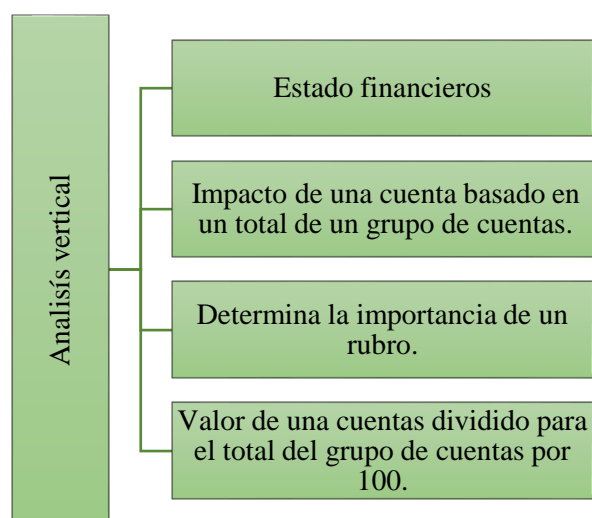 Analisís vertical
Estado financieros
Impacto de una cuenta basado en
un total de un grupo de cuentas.
Determina la importancia de un
rubro.
Valor de una cuentas dividido para
el total del grupo de cuentas por
100.